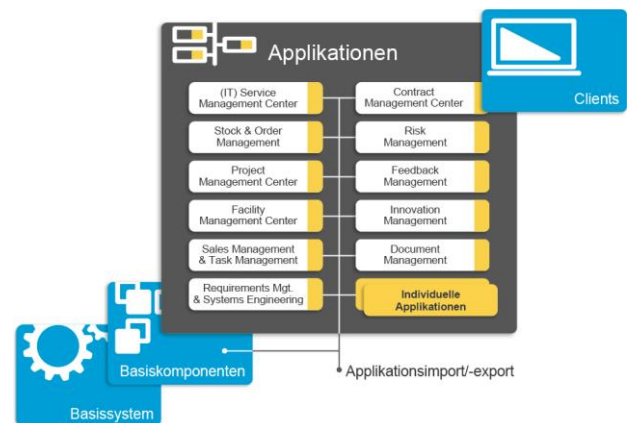 Applikationen
Clients
(IT) Service
Management Center
Contract
Management Center
Stock & Order
Management
Risk
Management
Project
Management Center
Feedback
Management
Facility
Management Center
Innovation
Management
Sales Management
& Task Management
Document
Management
Requirements Mgt.
& Systems Engineering
Individuelle
Applikationen
Basiskomponenten
Applikationsimport/-export
Basissystem